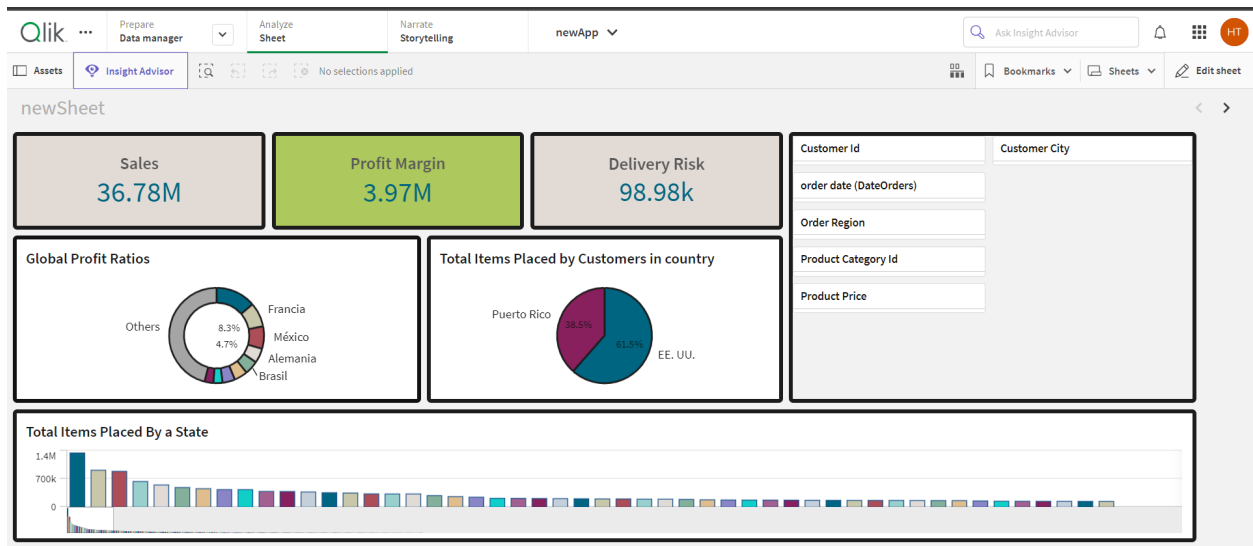 Qlik
Prepare
Data manager
Analyze
Sheet
Narrate
Storytelling
newApp
Ask Insight Advisor
HT
Assets
Insight Advisor
No selections applied
Bookmarks
Sheets
Edit sheet
newSheet
Sales
36.78M
Profit Margin
3.97M
Delivery Risk
98.98k
Customer Id
Customer City
order date (DateOrders)
Order Region
Product Category Id
Product Price
Global Profit Ratios
Others
8.3%
4.7%
Francia
México
Alemania
Brasil
Total Items Placed by Customers in country
Puerto Rico
38.5%
61.5%
EE. UU.
Total Items Placed By a State
1.4M
700k
0